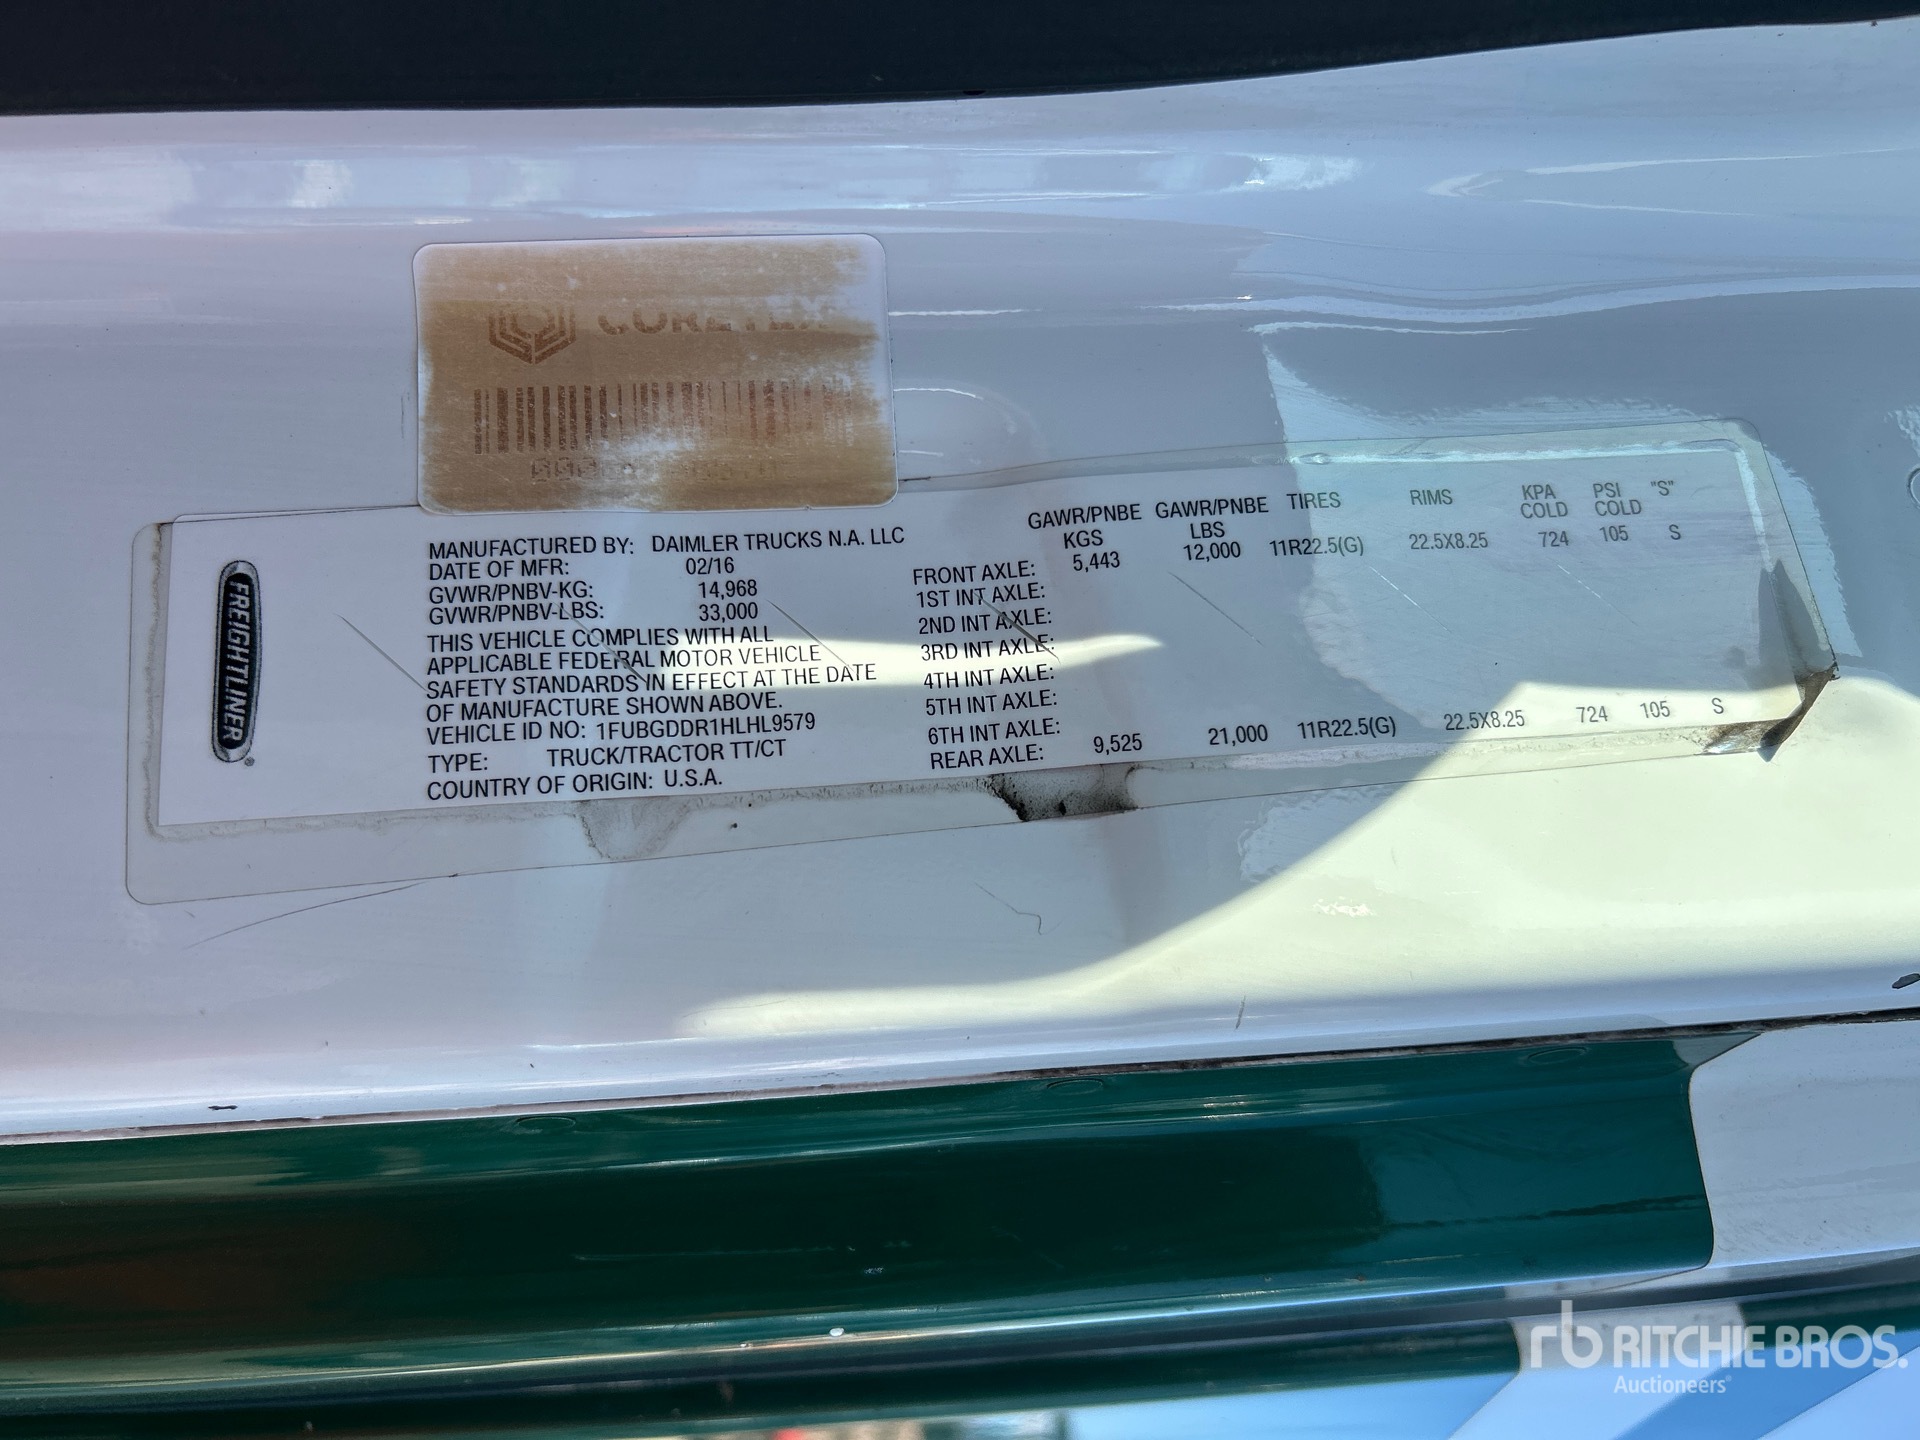 MANUFACTURED BY: DAIMLER TRUCKS N.A. LLC
DATE OF MFR: 02/16
GVWR/PNBV-KG: 14,968
GVWR/PNBV-LBS: 33,000
THIS VEHICLE COMPLIES WITH ALL
APPLICABLE FEDERAL MOTOR VEHICLE
SAFETY STANDARDS IN EFFECT AT THE DATE
OF MANUFACTURE SHOWN ABOVE.
VEHICLE ID NO: 1FUBGDDR1HLHL9579
TYPE: TRUCK/TRACTOR TT/CT
COUNTRY OF ORIGIN: U.S.A.
FREIGHTLINER®
GAWR/PNBE KGS GAWR/PNBE LBS TIRES RIMS KPA COLD PSI COLD "S"
FRONT AXLE: 5,443 12,000 11R22.5(G) 22.5X8.25 724 105 S
1ST INT AXLE:
2ND INT AXLE:
3RD INT AXLE:
4TH INT AXLE:
5TH INT AXLE:
6TH INT AXLE:
REAR AXLE: 9,525 21,000 11R22.5(G) 22.5X8.25 724 105 S
rb RITCHIE BROS.
Auctioneers